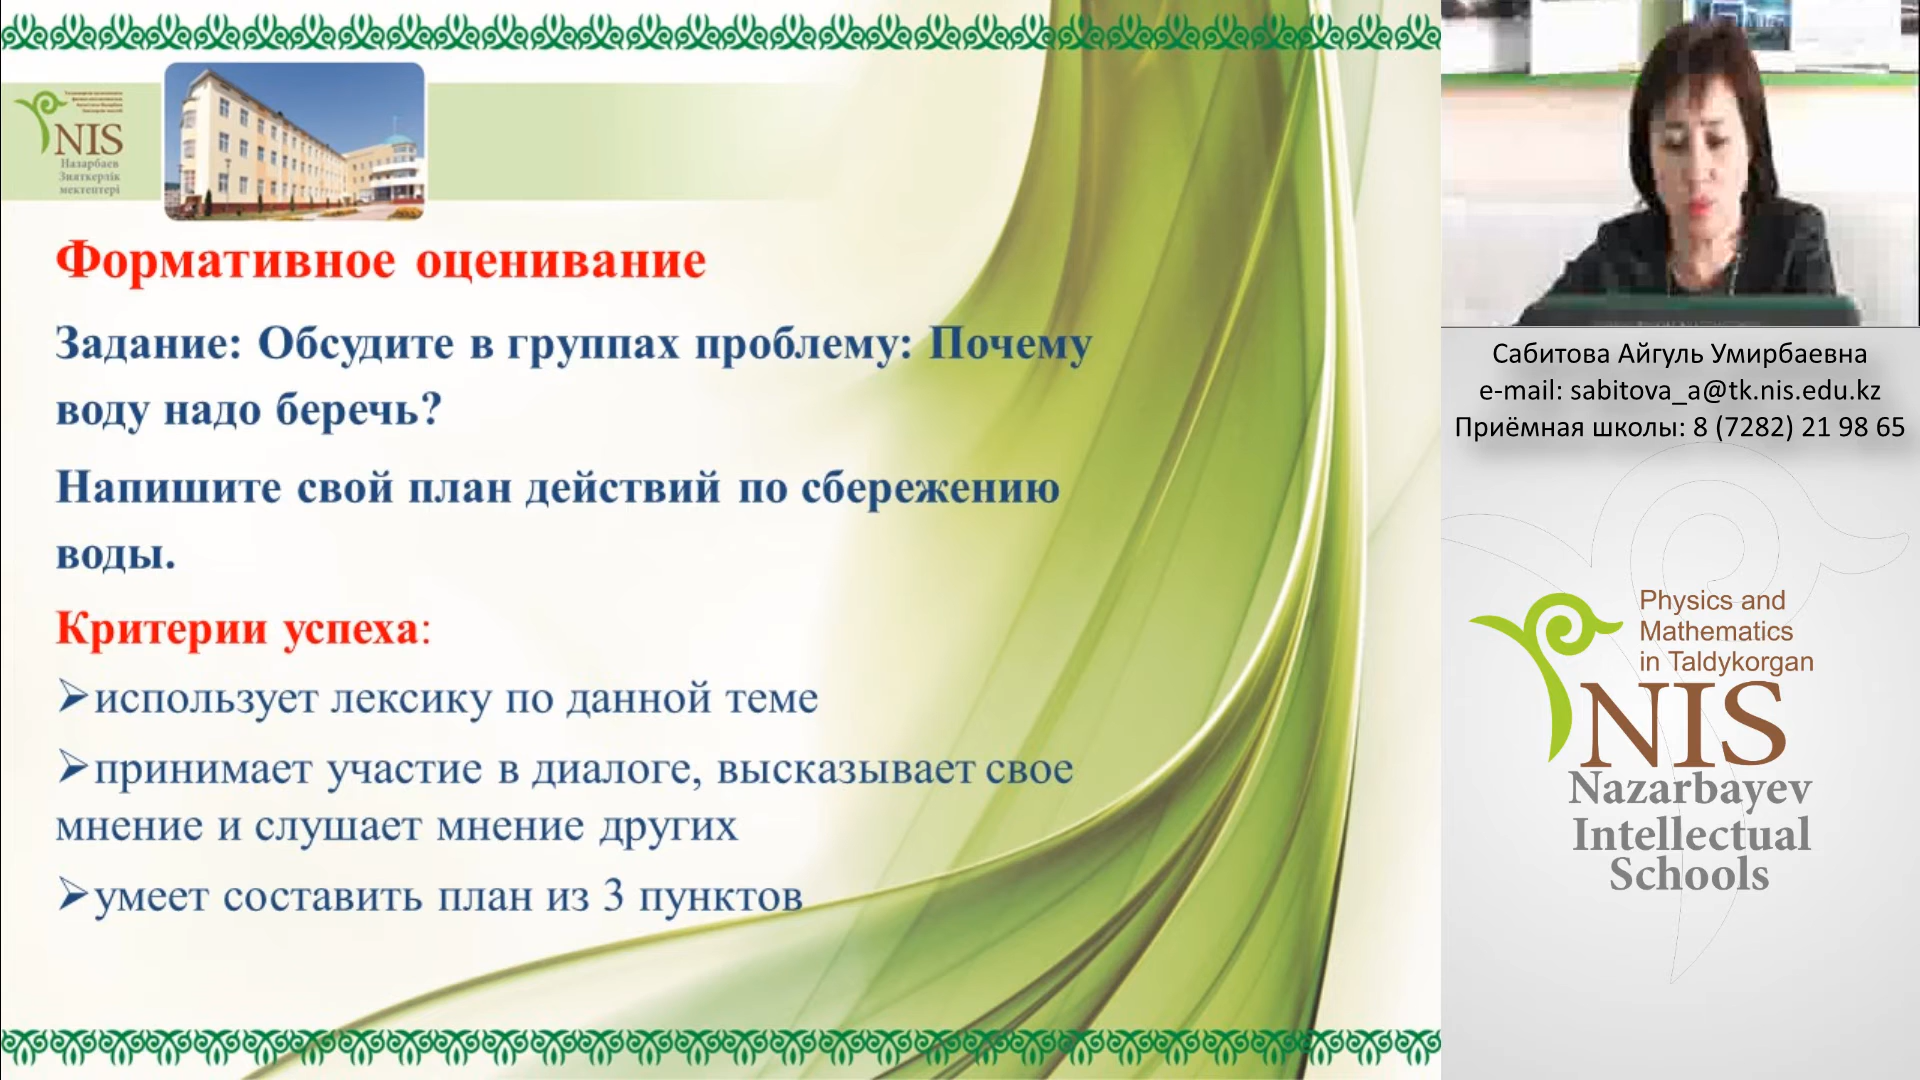 NIS
Назарбаев
Зияткерлік
мектептері
Формативное оценивание
Задание: Обсудите в группах проблему: Почему
воду надо беречь?
Напишите свой план действий по сбережению
воды.
Критерии успеха:
➢использует лексику по данной теме
➢принимает участие в диалоге, высказывает свое
мнение и слушает мнение других
➢умеет составить план из 3 пунктов
Сабитова Айгуль Умирбаевна
e-mail: sabitova_a@tk.nis.edu.kz
Приёмная школы: 8 (7282) 21 98 65
Physics and
Mathematics
in Taldykorgan
NIS
Nazarbayev
Intellectual
Schools